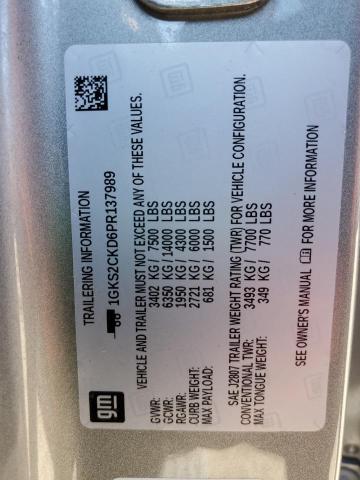 gm
TRAILERING INFORMATION
1GKS2CKD6PR137989
VEHICLE AND TRAILER MUST NOT EXCEED ANY OF THESE VALUES.
GVWR: 3402 KG / 7500 LBS
GCWR: 6350 KG / 14000 LBS
RGAWR: 1950 KG / 4300 LBS
CURB WEIGHT: 2721 KG / 6000 LBS
MAX PAYLOAD: 681 KG / 1500 LBS
SAE J2807 TRAILER WEIGHT RATING (TWR) FOR VEHICLE CONFIGURATION.
CONVENTIONAL TWR: 3493 KG / 7700 LBS
MAX TONGUE WEIGHT: 349 KG / 770 LBS
SEE OWNER'S MANUAL FOR MORE INFORMATION